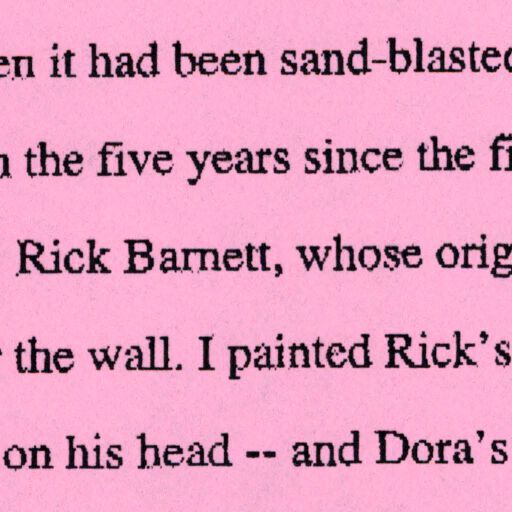 en it had been sand-blasted
n the five years since the fi
Rick Barnett, whose orig
the wall. I painted Rick's
on his head -- and Dora's